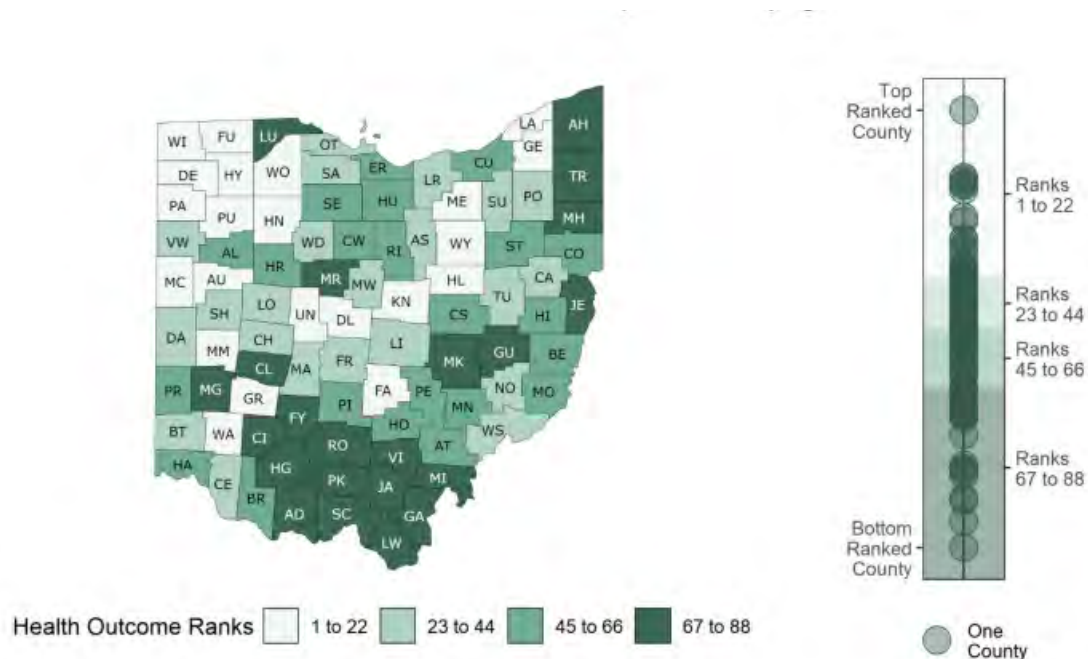 LA
AH
FU
LU
WI
OT
GE
WO
SA
ER
CU
TR
DE
HY
LR
SE
HU
ME
SU
PO
PA
PU
HN
MH
VW
AL
WD
CW
RI
AS
WY
ST
CO
HR
MC
AU
MR
MW
HL
CA
KN
TU
JE
SH
LO
UN
DL
CS
HI
DA
CH
LI
MM
MA
FR
MK
GU
BE
CL
PR
MG
GR
FA
PE
NO
MO
PI
MN
FY
HO
BT
WA
CI
RO
AT
WS
HA
HG
VI
CE
PK
JA
MI
BR
AD
SC
GA
LW
Top
Ranked
County
Ranks
1 to 22
Ranks
23 to 44
Ranks
45 to 66
Ranks
67 to 88
Bottom
Ranked
County
One
County
Health Outcome Ranks
1 to 22
23 to 44
45 to 66
67 to 88